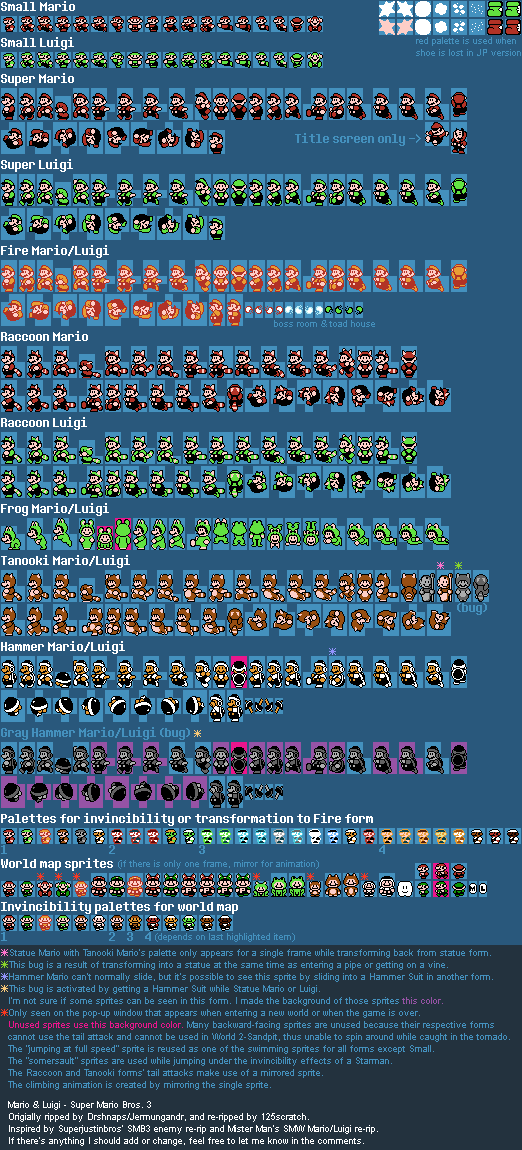 Small Mario
red palette is used when
shoe is lost in JP version
Small Luigi
Super Mario
Title screen only ->
Super Luigi
Fire Mario/Luigi
boss room & toad house
Raccoon Mario
Raccoon Luigi
Frog Mario/Luigi
Tanooki Mario/Luigi
(bug)
Hammer Mario/Luigi
Gray Hammer Mario/Luigi (bug)
Palettes for invincibility or transformation to Fire form
1 2 3 4
World map sprites (if there is only one frame, mirror for animation)
Invincibility palettes for world map
1 2 3 4 (depends on last highlighted item)
Statue Mario with Tanooki Mario's palette only appears for a single frame while transforming back from statue form.
This bug is a result of transforming into a statue at the same time as entering a pipe or getting on a vine.
Hammer Mario can't normally slide, but it's possible to see this sprite by sliding into a Hammer Suit in another form.
This bug is activated by getting a Hammer Suit while Statue Mario or Luigi.
I'm not sure if some sprites can be seen in this form. I made the background of those sprites this color.
Only seen on the pop-up window that appears when entering a new world or when the game is over.
Unused sprites use this background color. Many backward-facing sprites are unused because their respective forms
cannot use the tail attack and cannot be used in World 2-Sandpit, thus unable to spin around while caught in the tornado.
The "jumping at full speed" sprite is reused as one of the swimming sprites for all forms except Small.
The "somersault" sprites are used while jumping under the invincibility effects of a Starman.
The Raccoon and Tanooki forms' tail attacks make use of a mirrored sprite.
The climbing animation is created by mirroring the single sprite.
Mario & Luigi - Super Mario Bros. 3
Origially ripped by Drshnaps/Jermungandr, and re-ripped by 125scratch.
Inspired by Superjustinbros' SMB3 enemy re-rip and Mister Man's SMW Mario/Luigi re-rip.
If there's anything I should add or change, feel free to let me know in the comments.